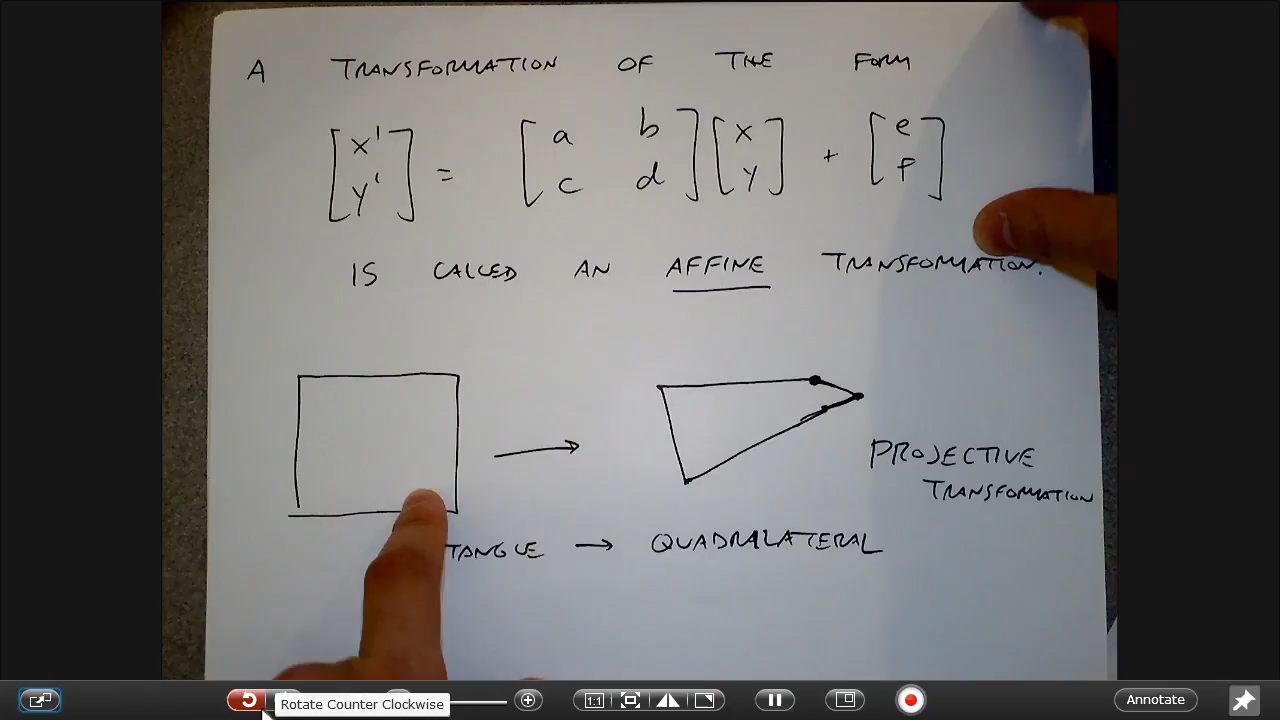 A TRANSFORMATION OF THE FORM
[x' y'] = [a b c d] [x y] + [e f]
IS CALLED AN AFFINE TRANSFORMATION.
PROJECTIVE
TRANSFORMATION
TANGLE → QUADRALATERAL
Rotate Counter Clockwise
1:1
Annotate